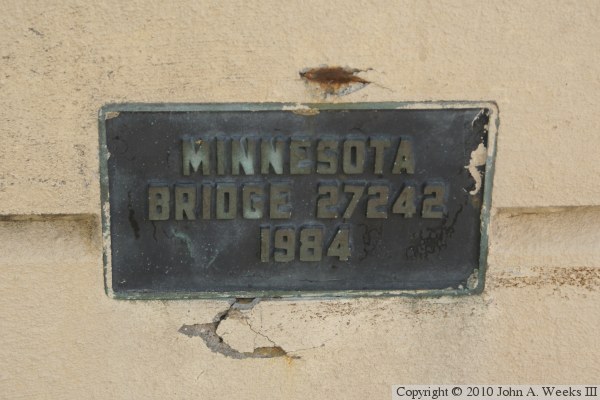 MINNESOTA
BRIDGE 27242
1984
Copyright © 2010 John A. Weeks III